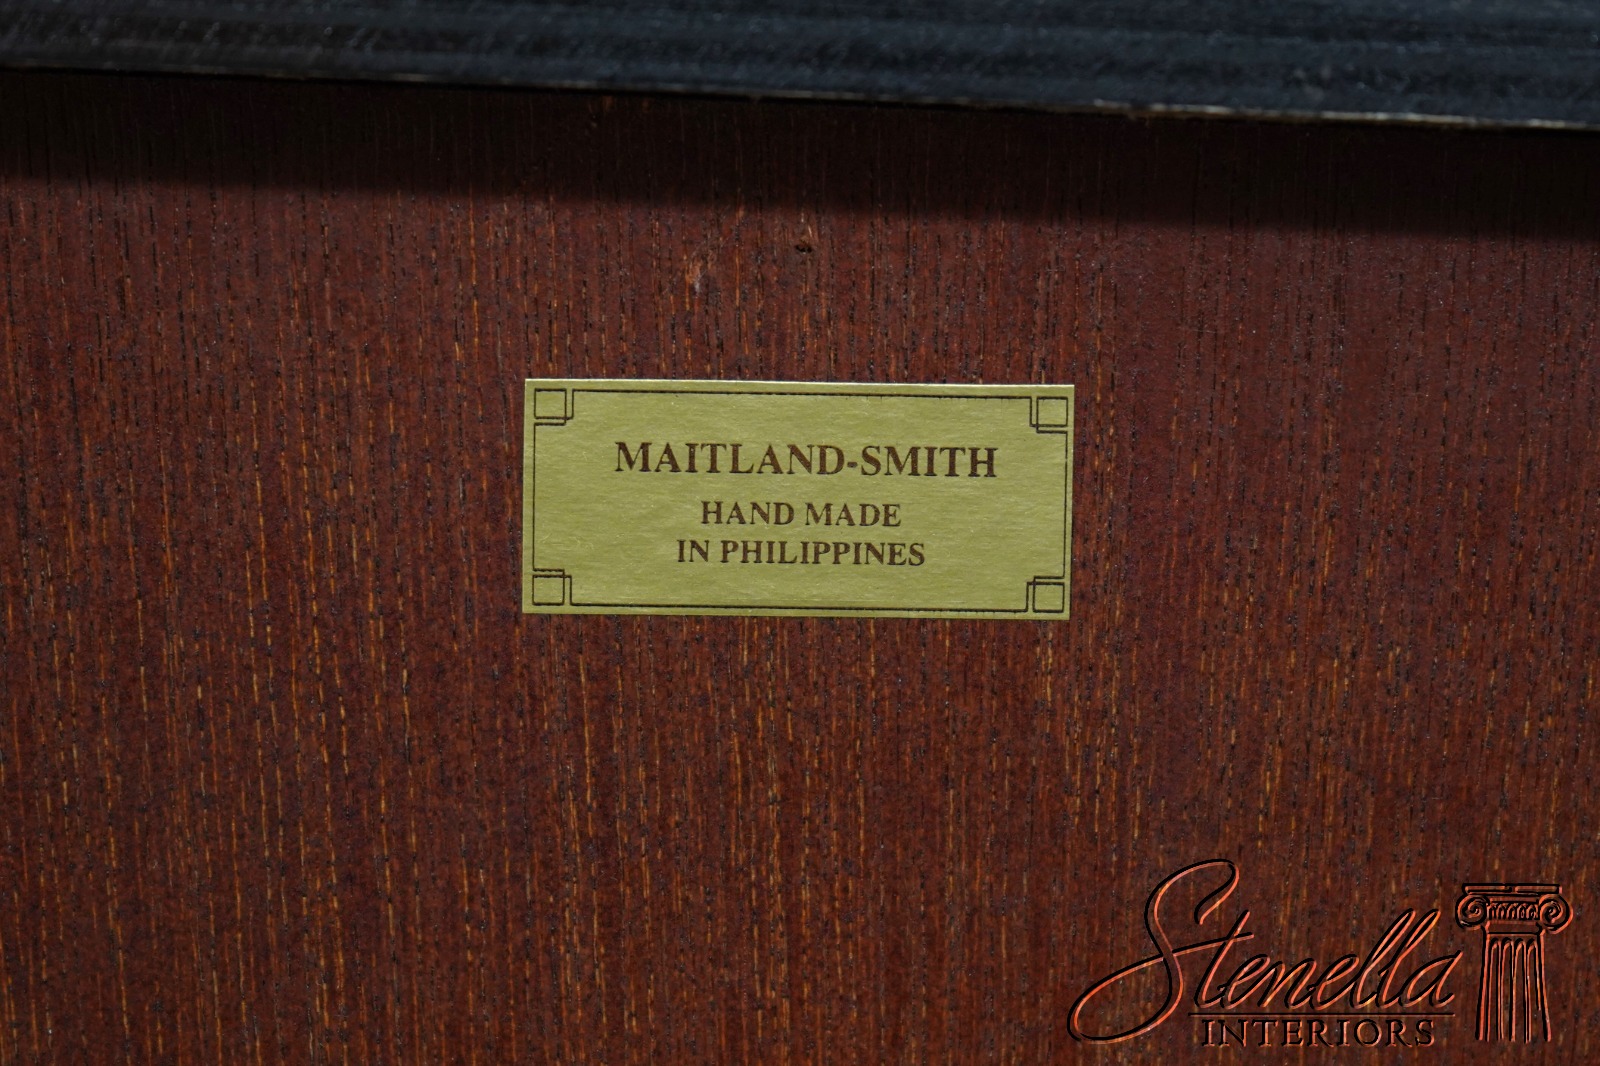 MAITLAND-SMITH
HAND MADE
IN PHILIPPINES
Stenella
INTERIORS